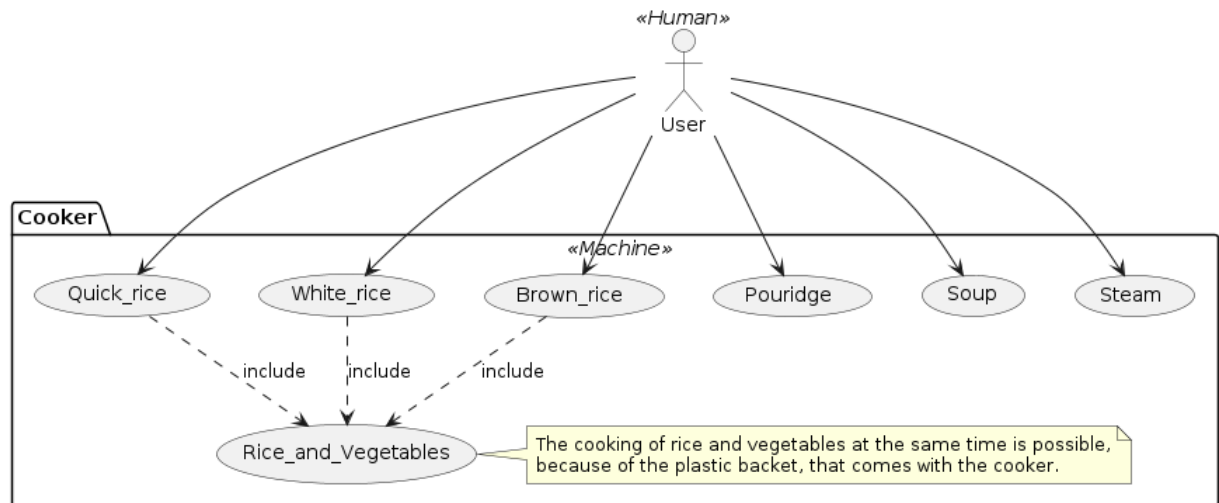 «Human»
User
Cooker
«Machine»
Quick_rice
White_rice
Brown_rice
Pouridge
Soup
Steam
include
include
include
Rice_and_Vegetables
The cooking of rice and vegetables at the same time is possible,
because of the plastic backet, that comes with the cooker.